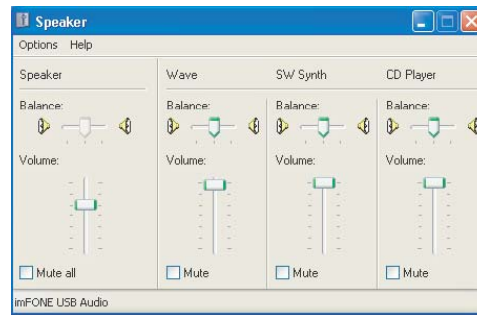 Speaker
Options Help
Speaker Wave SW Synth CD Player
Balance: Balance: Balance: Balance:
Volume: Volume: Volume: Volume:
Mute all Mute Mute Mute
imFONE USB Audio